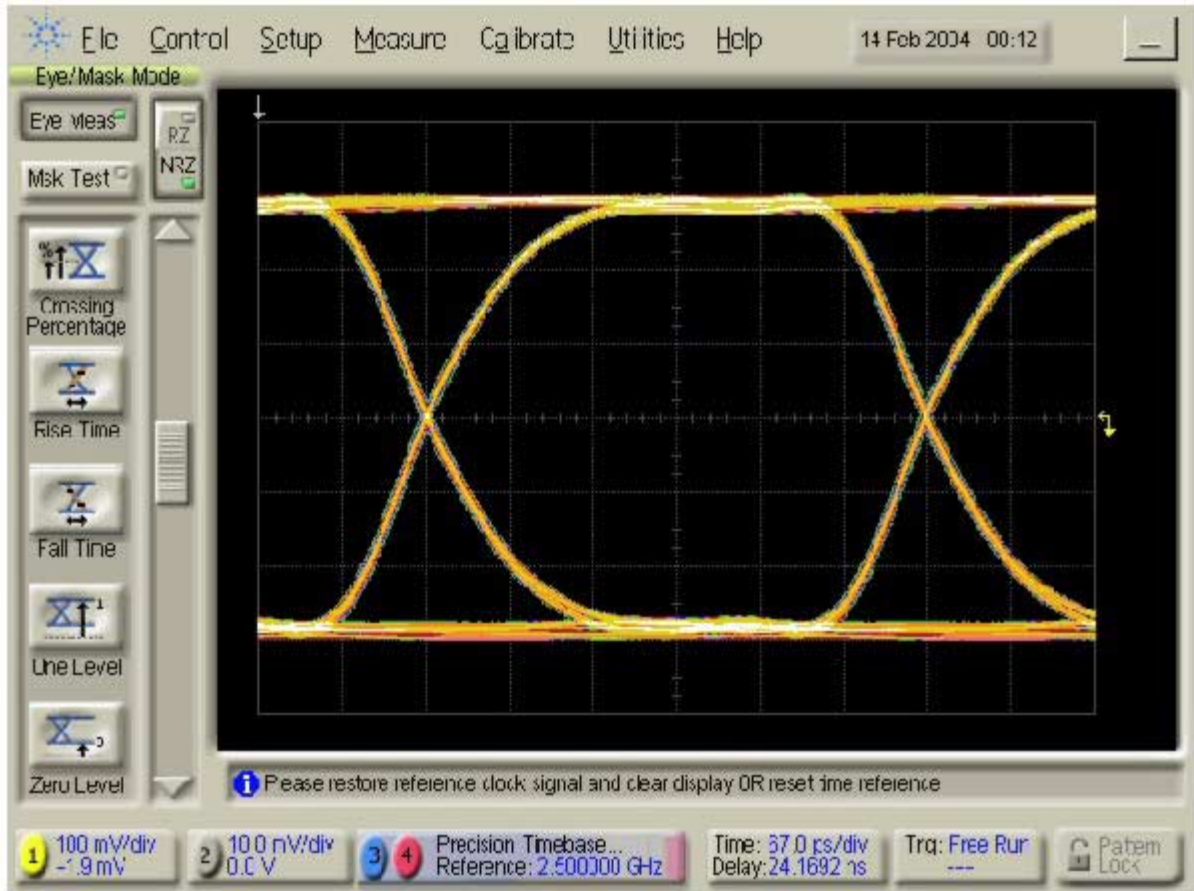 File Control Setup Measure Calibrate Utilities Help 14 Feb 2004 00:12
Eye/Mask Mode
Eye Meas
RZ
NRZ
Msk Test
Crossing
Percentage
Rise Time
Fall Time
One Level
Zero Level
Please restore reference clock signal and clear display OR reset time reference
1 100 mV/div
-1.9 mV
2 10.0 mV/div
0.0 V
3 4 Precision Timebase...
Reference: 2.500000 GHz
Time: 67.0 ps/div
Delay:24.1692 ns
Trg: Free Run
---
Pattern
Lock